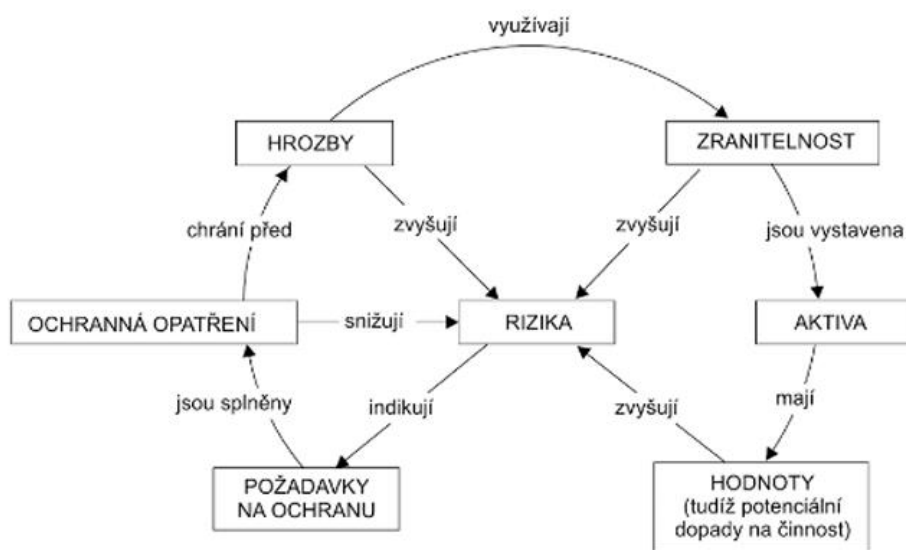 využívají
HROZBY
ZRANITELNOST
chrání před
zvyšují
zvyšují
jsou vystavena
OCHRANNÁ OPATŘENÍ
snižují
RIZIKA
AKTIVA
jsou splněny
indikují
zvyšují
mají
POŽADAVKY
NA OCHRANU
HODNOTY
(tudíž potenciální
dopady na činnost)